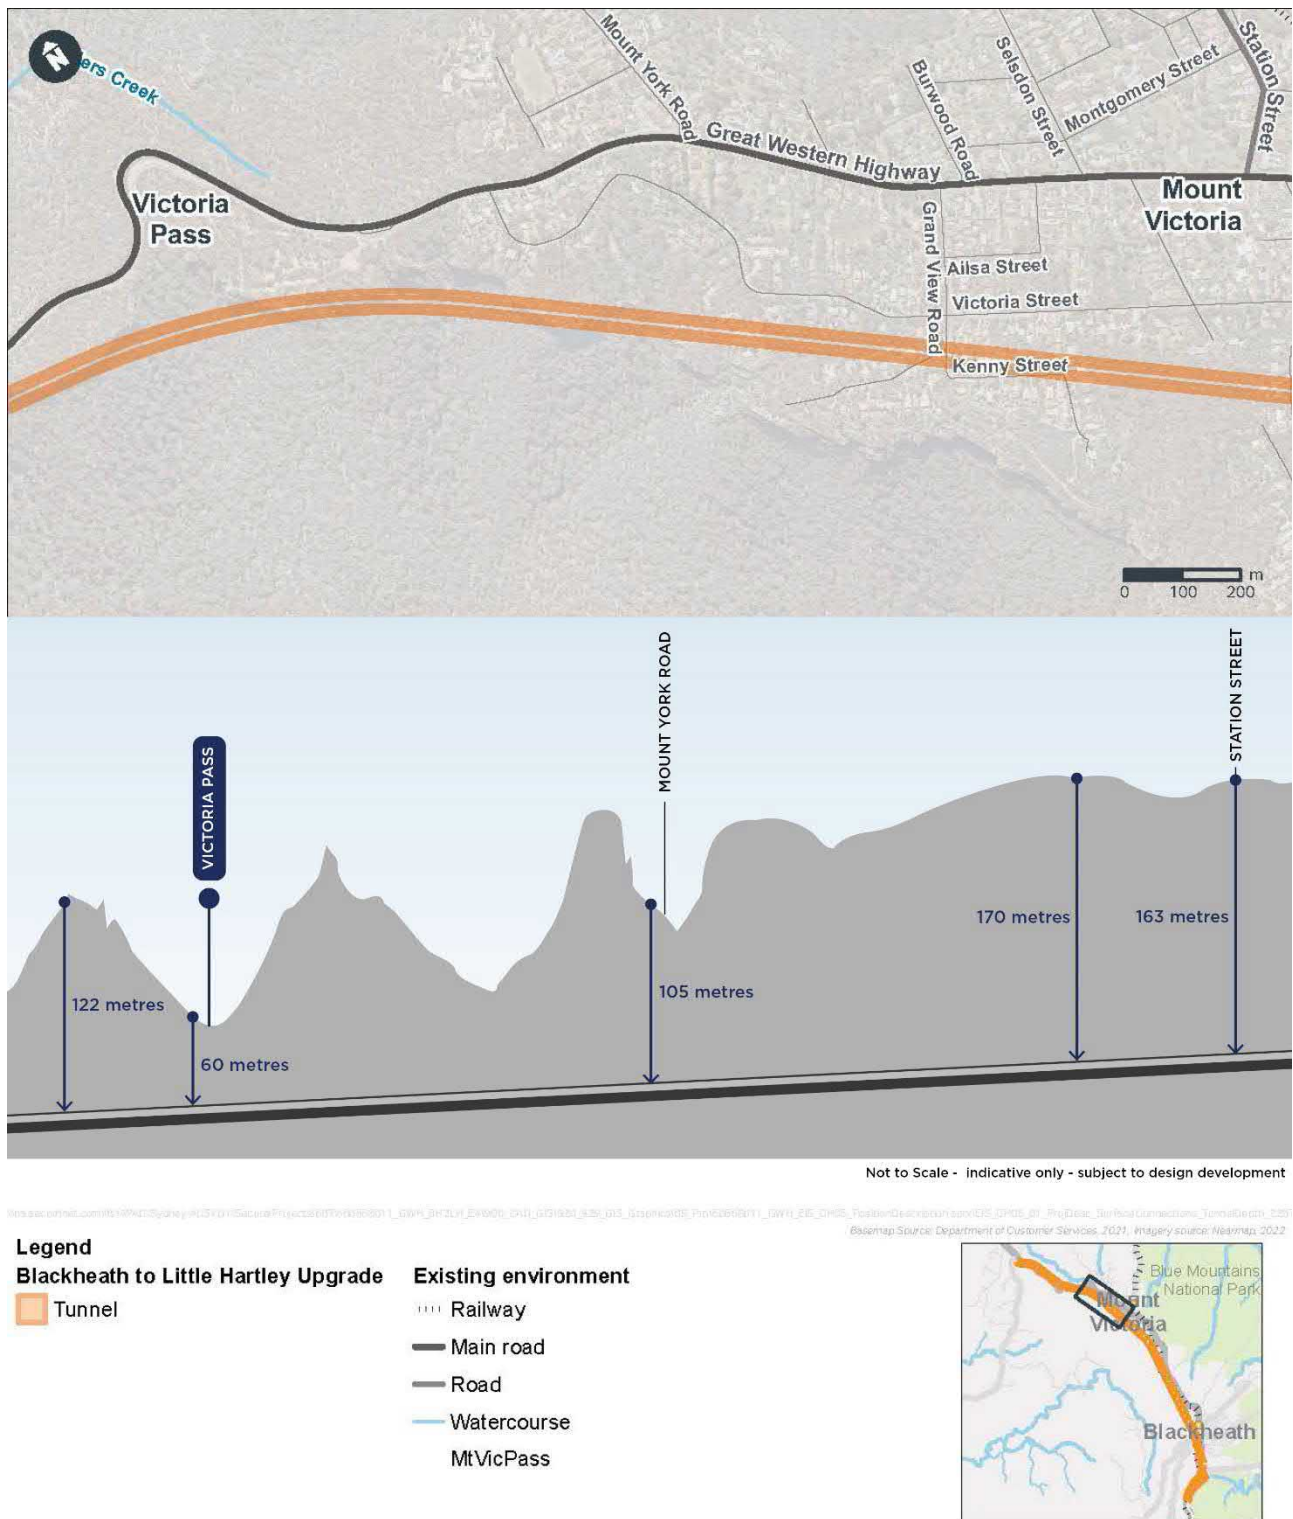 N
ers Creek
Mount York Road
Great Western Highway
Burwood Road
Selsdon Street
Montgomery Street
Station Street
Victoria
Pass
Mount
Victoria
Grand View Road
Ailsa Street
Victoria Street
Kenny Street
m
0 100 200
VICTORIA PASS
MOUNT YORK ROAD
STATION STREET
122 metres
60 metres
105 metres
170 metres
163 metres
Not to Scale - indicative only - subject to design development
Basemap Source: Department of Customer Services, 2021, Imagery source: Nearmap, 2022
Legend
Blackheath to Little Hartley Upgrade
Tunnel
Existing environment
Railway
Main road
Road
Watercourse
MtVicPass
Blue Mountains
National Park
Mount
Victoria
Blackheath